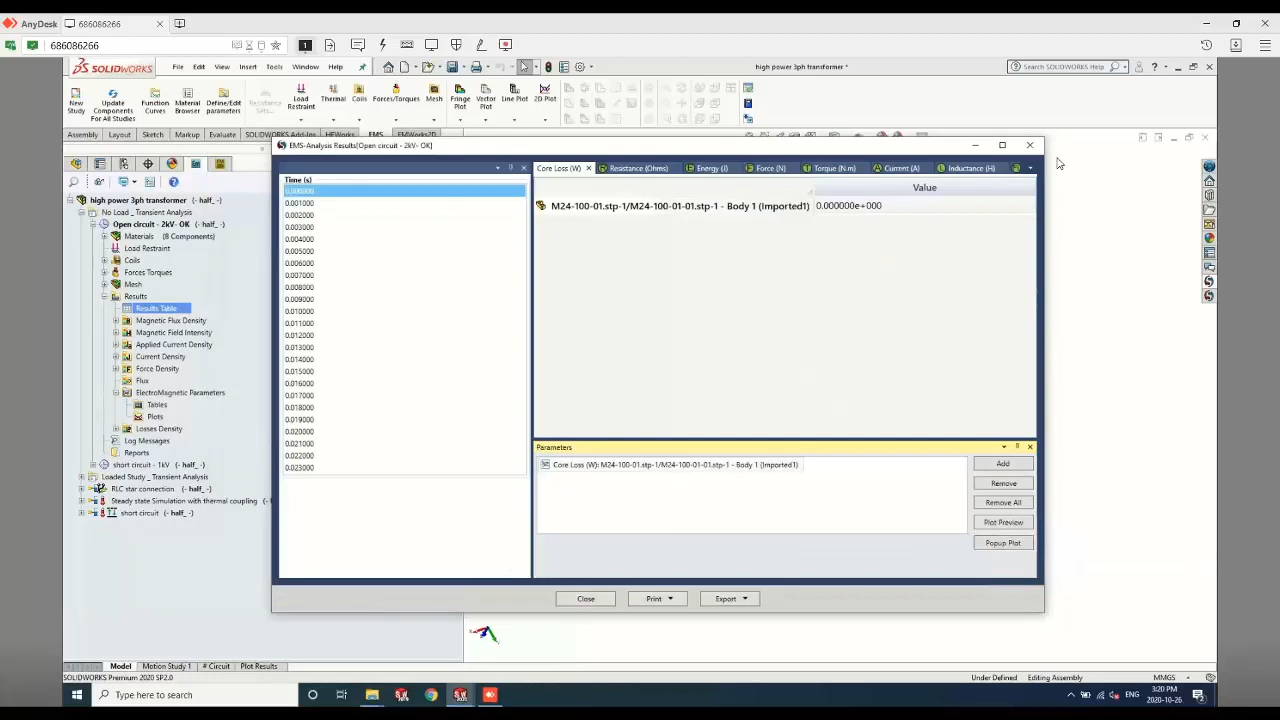 AnyDesk
686086266
686086266
1
SOLIDWORKS
File Edit View Insert Tools Window Help
high power 3ph transformer *
Search SOLIDWORKS Help
New Study
Update Components For All Studies
Function Curves
Material Browser
Define/Edit parameters
Resistance Sets...
Load Restraint
Thermal
Coils
Forces/Torques
Mesh
Fringe Plot
Vector Plot
Line Plot
2D Plot
Assembly Layout Sketch Markup Evaluate SOLIDWORKS Add-Ins HFWorks EMS EMWorks2D
EMS-Analysis Results[Open circuit - 2kV- OK]
high power 3ph transformer (- half_ -)
No Load _ Transient Analysis
Open circuit - 2kV- OK (- half_ -)
Materials (8 Components)
Load Restraint
Coils
Forces Torques
Mesh
Results
Results Table
Magnetic Flux Density
Magnetic Field Intensity
Applied Current Density
Current Density
Force Density
Flux
ElectroMagnetic Parameters
Tables
Plots
Losses Density
Log Messages
Reports
short circuit - 1kV (- half_ -)
Loaded Study _ Transient Analysis
RLC star connection (- half_ -)
Steady state Simulation with thermal coupling (- half_
short circuit (- half_ -)
Time (s)
0.000000
0.001000
0.002000
0.003000
0.004000
0.005000
0.006000
0.007000
0.008000
0.009000
0.010000
0.011000
0.012000
0.013000
0.014000
0.015000
0.016000
0.017000
0.018000
0.019000
0.020000
0.021000
0.022000
0.023000
Core Loss (W) Resistance (Ohms) Energy (J) Force (N) Torque (N.m) Current (A) Inductance (H)
Value
M24-100-01.stp-1/M24-100-01-01.stp-1 - Body 1 (Imported1) 0.000000e+000
Parameters
Core Loss (W): M24-100-01.stp-1/M24-100-01-01.stp-1 - Body 1 (Imported1)
Add
Remove
Remove All
Plot Preview
Popup Plot
Close Print Export
Model Motion Study 1 # Circuit Plot Results
SOLIDWORKS Premium 2020 SP2.0
Under Defined Editing Assembly MMGS
Type here to search
ENG
3:20 PM
2020-10-26